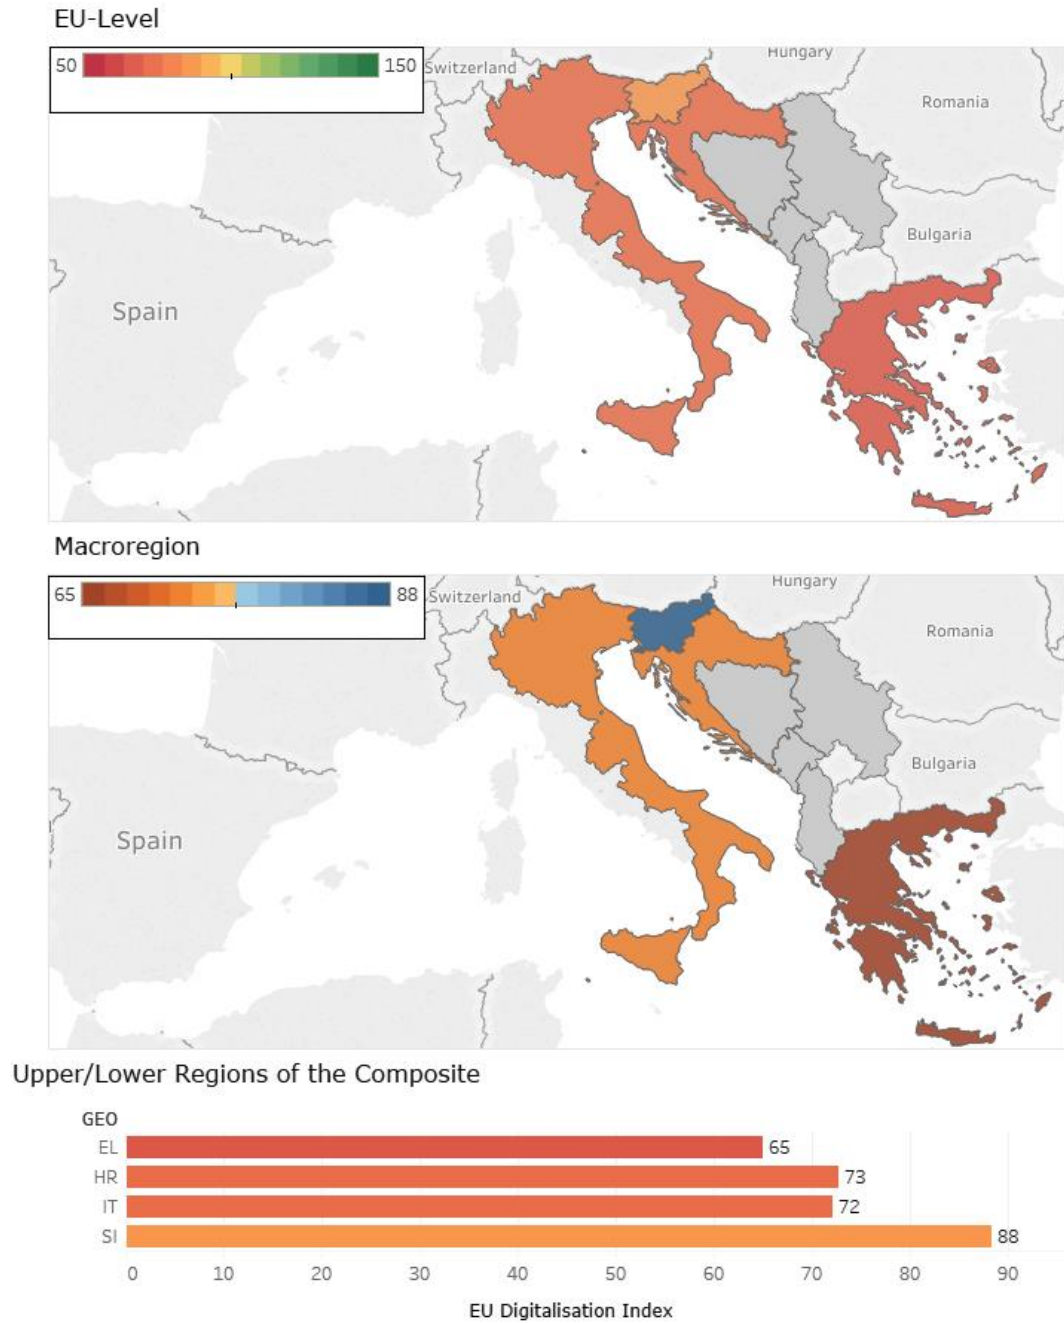 EU-Level
50 150
Switzerland
Hungary
Romania
Bulgaria
Spain
Macroregion
65 88
Switzerland
Hungary
Romania
Bulgaria
Spain
Upper/Lower Regions of the Composite
GEO
EL 65
HR 73
IT 72
SI 88
0 10 20 30 40 50 60 70 80 90
EU Digitalisation Index